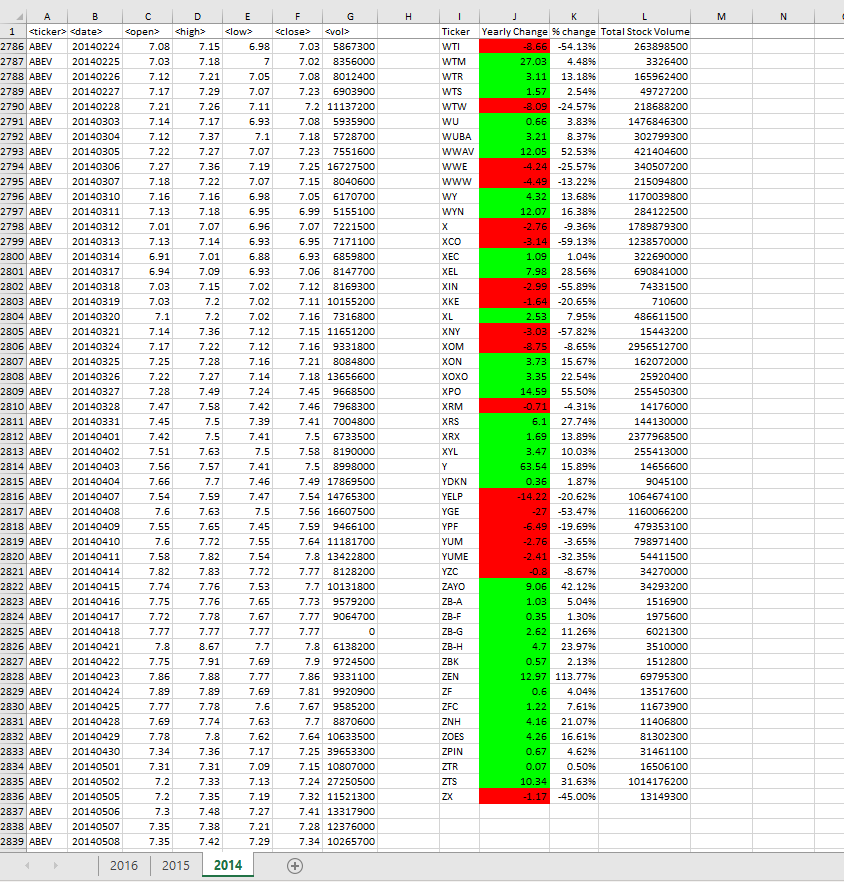 A B C D E F G H I J K L M N
1 <ticker> <date> <open> <high> <low> <close> <vol> Ticker Yearly Change % change Total Stock Volume
2786 ABEV 20140224 7.08 7.15 6.98 7.03 5867300 WTI -8.66 -54.13% 263898500
2787 ABEV 20140225 7.03 7.18 7 7.02 8356000 WTM 27.03 4.48% 3326400
2788 ABEV 20140226 7.12 7.21 7.05 7.08 8012400 WTR 3.11 13.18% 165962400
2789 ABEV 20140227 7.17 7.29 7.07 7.23 6903900 WTS 1.57 2.54% 49727200
2790 ABEV 20140228 7.21 7.26 7.11 7.2 11137200 WTW -8.09 -24.57% 218688200
2791 ABEV 20140303 7.14 7.17 6.93 7.08 5935900 WU 0.66 3.83% 1476846300
2792 ABEV 20140304 7.12 7.37 7.1 7.18 5728700 WUBA 3.21 8.37% 302799300
2793 ABEV 20140305 7.22 7.27 7.07 7.23 7551600 WWAV 12.05 52.53% 421404600
2794 ABEV 20140306 7.27 7.36 7.19 7.25 16727500 WWE -4.24 -25.57% 340507200
2795 ABEV 20140307 7.18 7.22 7.07 7.15 8040600 WWW -4.49 -13.22% 215094800
2796 ABEV 20140310 7.16 7.16 6.98 7.05 6170700 WY 4.32 13.68% 1170039800
2797 ABEV 20140311 7.13 7.18 6.95 6.99 5155100 WYN 12.07 16.38% 284122500
2798 ABEV 20140312 7.01 7.07 6.96 7.07 7221500 X -2.76 -9.36% 1789879300
2799 ABEV 20140313 7.13 7.14 6.93 6.95 7171100 XCO -3.14 -59.13% 1238570000
2800 ABEV 20140314 6.91 7.01 6.88 6.93 6859800 XEC 1.09 1.04% 322690000
2801 ABEV 20140317 6.94 7.09 6.93 7.06 8147700 XEL 7.98 28.56% 690841000
2802 ABEV 20140318 7.03 7.15 7.02 7.12 8169300 XIN -2.99 -55.89% 74331500
2803 ABEV 20140319 7.03 7.2 7.02 7.11 10155200 XKE -1.64 -20.65% 710600
2804 ABEV 20140320 7.1 7.2 7.02 7.16 7316800 XL 2.53 7.95% 486611500
2805 ABEV 20140321 7.14 7.36 7.12 7.15 11651200 XNY -3.03 -57.82% 15443200
2806 ABEV 20140324 7.17 7.22 7.12 7.16 9331800 XOM -8.75 -8.65% 2956512700
2807 ABEV 20140325 7.25 7.28 7.16 7.21 8084800 XON 3.73 15.67% 162072000
2808 ABEV 20140326 7.22 7.27 7.14 7.18 13656600 XOXO 3.35 22.54% 25920400
2809 ABEV 20140327 7.28 7.49 7.24 7.45 9668500 XPO 14.59 55.50% 255450300
2810 ABEV 20140328 7.47 7.58 7.42 7.46 7968300 XRM -0.71 -4.31% 14176000
2811 ABEV 20140331 7.45 7.5 7.39 7.41 7004800 XRS 6.1 27.74% 144130000
2812 ABEV 20140401 7.42 7.5 7.41 7.5 6733500 XRX 1.69 13.89% 2377968500
2813 ABEV 20140402 7.51 7.63 7.5 7.58 8190000 XYL 3.47 10.03% 255413000
2814 ABEV 20140403 7.56 7.57 7.41 7.5 8998000 Y 63.54 15.89% 14656600
2815 ABEV 20140404 7.66 7.7 7.46 7.49 17869500 YDKN 0.36 1.87% 9045100
2816 ABEV 20140407 7.54 7.59 7.47 7.54 14765300 YELP -14.22 -20.62% 1064674100
2817 ABEV 20140408 7.6 7.63 7.5 7.56 16607500 YGE -27 -53.47% 1160066200
2818 ABEV 20140409 7.55 7.65 7.45 7.59 9466100 YPF -6.49 -19.69% 479353100
2819 ABEV 20140410 7.6 7.72 7.55 7.64 11181700 YUM -2.76 -3.65% 798971400
2820 ABEV 20140411 7.58 7.82 7.54 7.8 13422800 YUME -2.41 -32.35% 54411500
2821 ABEV 20140414 7.82 7.83 7.72 7.77 8128200 YZC -0.8 -8.67% 34270000
2822 ABEV 20140415 7.74 7.76 7.53 7.7 10131800 ZAYO 9.06 42.12% 34293200
2823 ABEV 20140416 7.75 7.76 7.65 7.73 9579200 ZB-A 1.03 5.04% 1516900
2824 ABEV 20140417 7.72 7.78 7.67 7.77 9064700 ZB-F 0.35 1.30% 1975600
2825 ABEV 20140418 7.77 7.77 7.77 7.77 0 ZB-G 2.62 11.26% 6021300
2826 ABEV 20140421 7.8 8.67 7.7 7.8 6138200 ZB-H 4.7 23.97% 3510000
2827 ABEV 20140422 7.75 7.91 7.69 7.9 9724500 ZBK 0.57 2.13% 1512800
2828 ABEV 20140423 7.86 7.88 7.77 7.86 9331100 ZEN 12.97 113.77% 69795300
2829 ABEV 20140424 7.89 7.89 7.69 7.81 9920900 ZF 0.6 4.04% 13517600
2830 ABEV 20140425 7.77 7.78 7.6 7.67 9585200 ZFC 1.22 7.61% 11673900
2831 ABEV 20140428 7.69 7.74 7.63 7.7 8870600 ZNH 4.16 21.07% 11406800
2832 ABEV 20140429 7.78 7.8 7.62 7.64 10633500 ZOES 4.26 16.61% 81302300
2833 ABEV 20140430 7.34 7.36 7.17 7.25 39653300 ZPIN 0.67 4.62% 31461100
2834 ABEV 20140501 7.31 7.31 7.09 7.15 10807000 ZTR 0.07 0.50% 16506100
2835 ABEV 20140502 7.2 7.33 7.13 7.24 27250500 ZTS 10.34 31.63% 1014176200
2836 ABEV 20140505 7.2 7.35 7.19 7.32 11521300 ZX -1.17 -45.00% 13149300
2837 ABEV 20140506 7.3 7.48 7.27 7.41 13317900
2838 ABEV 20140507 7.35 7.38 7.21 7.28 12376000
2839 ABEV 20140508 7.35 7.42 7.29 7.34 10265700
2016 2015 2014